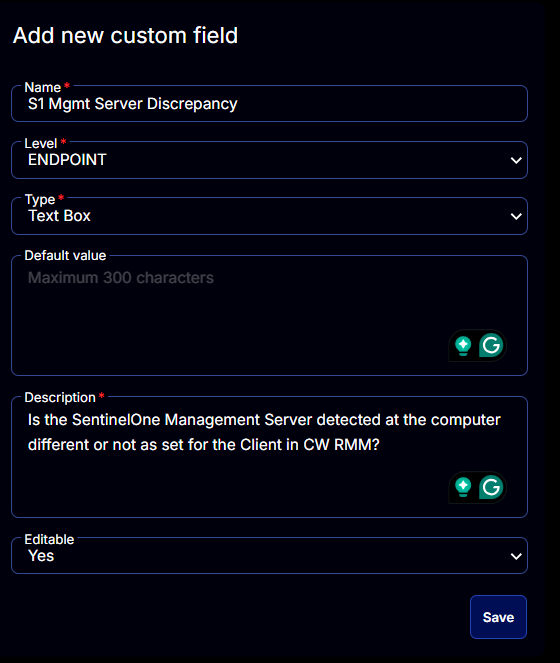 Add new custom field
Name *
S1 Mgmt Server Discrepancy
Level *
ENDPOINT
Type *
Text Box
Default value
Maximum 300 characters
Description *
Is the SentinelOne Management Server detected at the computer
different or not as set for the Client in CW RMM?
Editable
Yes
Save